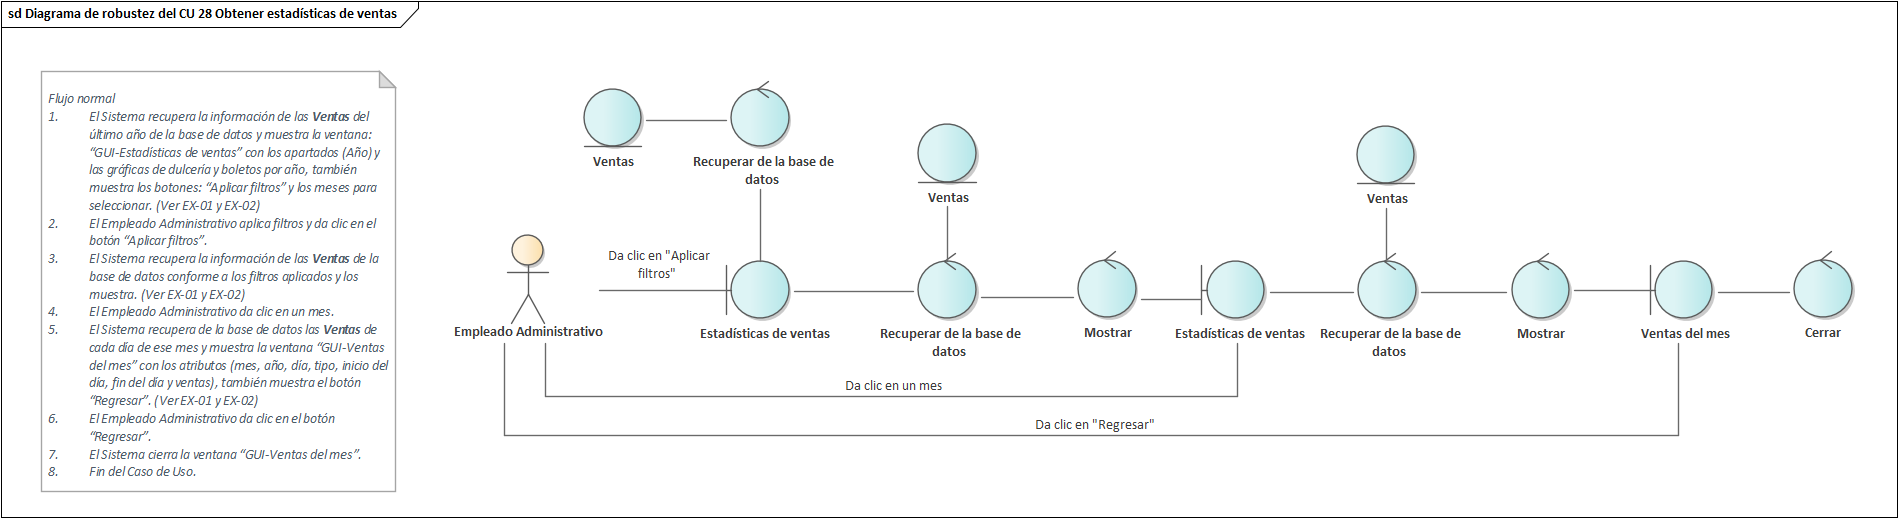 sd Diagrama de robustez del CU 28 Obtener estadísticas de ventas
Flujo normal
1. El Sistema recupera la información de las Ventas del
último año de la base de datos y muestra la ventana:
“GUI-Estadísticas de ventas” con los apartados (Año) y
las gráficas de dulcería y boletos por año, también
muestra los botones: “Aplicar filtros” y los meses para
seleccionar. (Ver EX-01 y EX-02)
2. El Empleado Administrativo aplica filtros y da clic en el
botón “Aplicar filtros”.
3. El Sistema recupera la información de las Ventas de la
base de datos conforme a los filtros aplicados y los
muestra. (Ver EX-01 y EX-02)
4. El Empleado Administrativo da clic en un mes.
5. El Sistema recupera de la base de datos las Ventas de
cada día de ese mes y muestra la ventana “GUI-Ventas
del mes” con los atributos (mes, año, día, tipo, inicio del
día, fin del día y ventas), también muestra el botón
“Regresar”. (Ver EX-01 y EX-02)
6. El Empleado Administrativo da clic en el botón
“Regresar”.
7. El Sistema cierra la ventana “GUI-Ventas del mes”.
8. Fin del Caso de Uso.
Ventas
Recuperar de la base de
datos
Ventas
Ventas
Da clic en "Aplicar
filtros"
Empleado Administrativo
Estadísticas de ventas
Recuperar de la base de
datos
Mostrar
Estadísticas de ventas
Recuperar de la base de
datos
Mostrar
Ventas del mes
Cerrar
Da clic en un mes
Da clic en "Regresar"